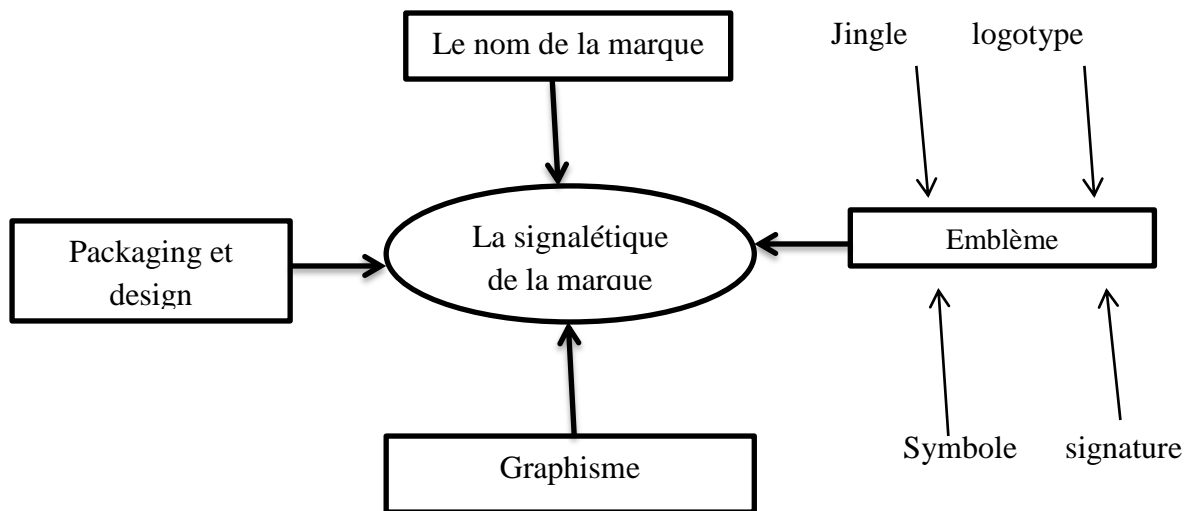 Le nom de la marque
Jingle
logotype
Packaging et
design
La signalétique
de la marque
Emblème
Graphisme
Symbole
signature